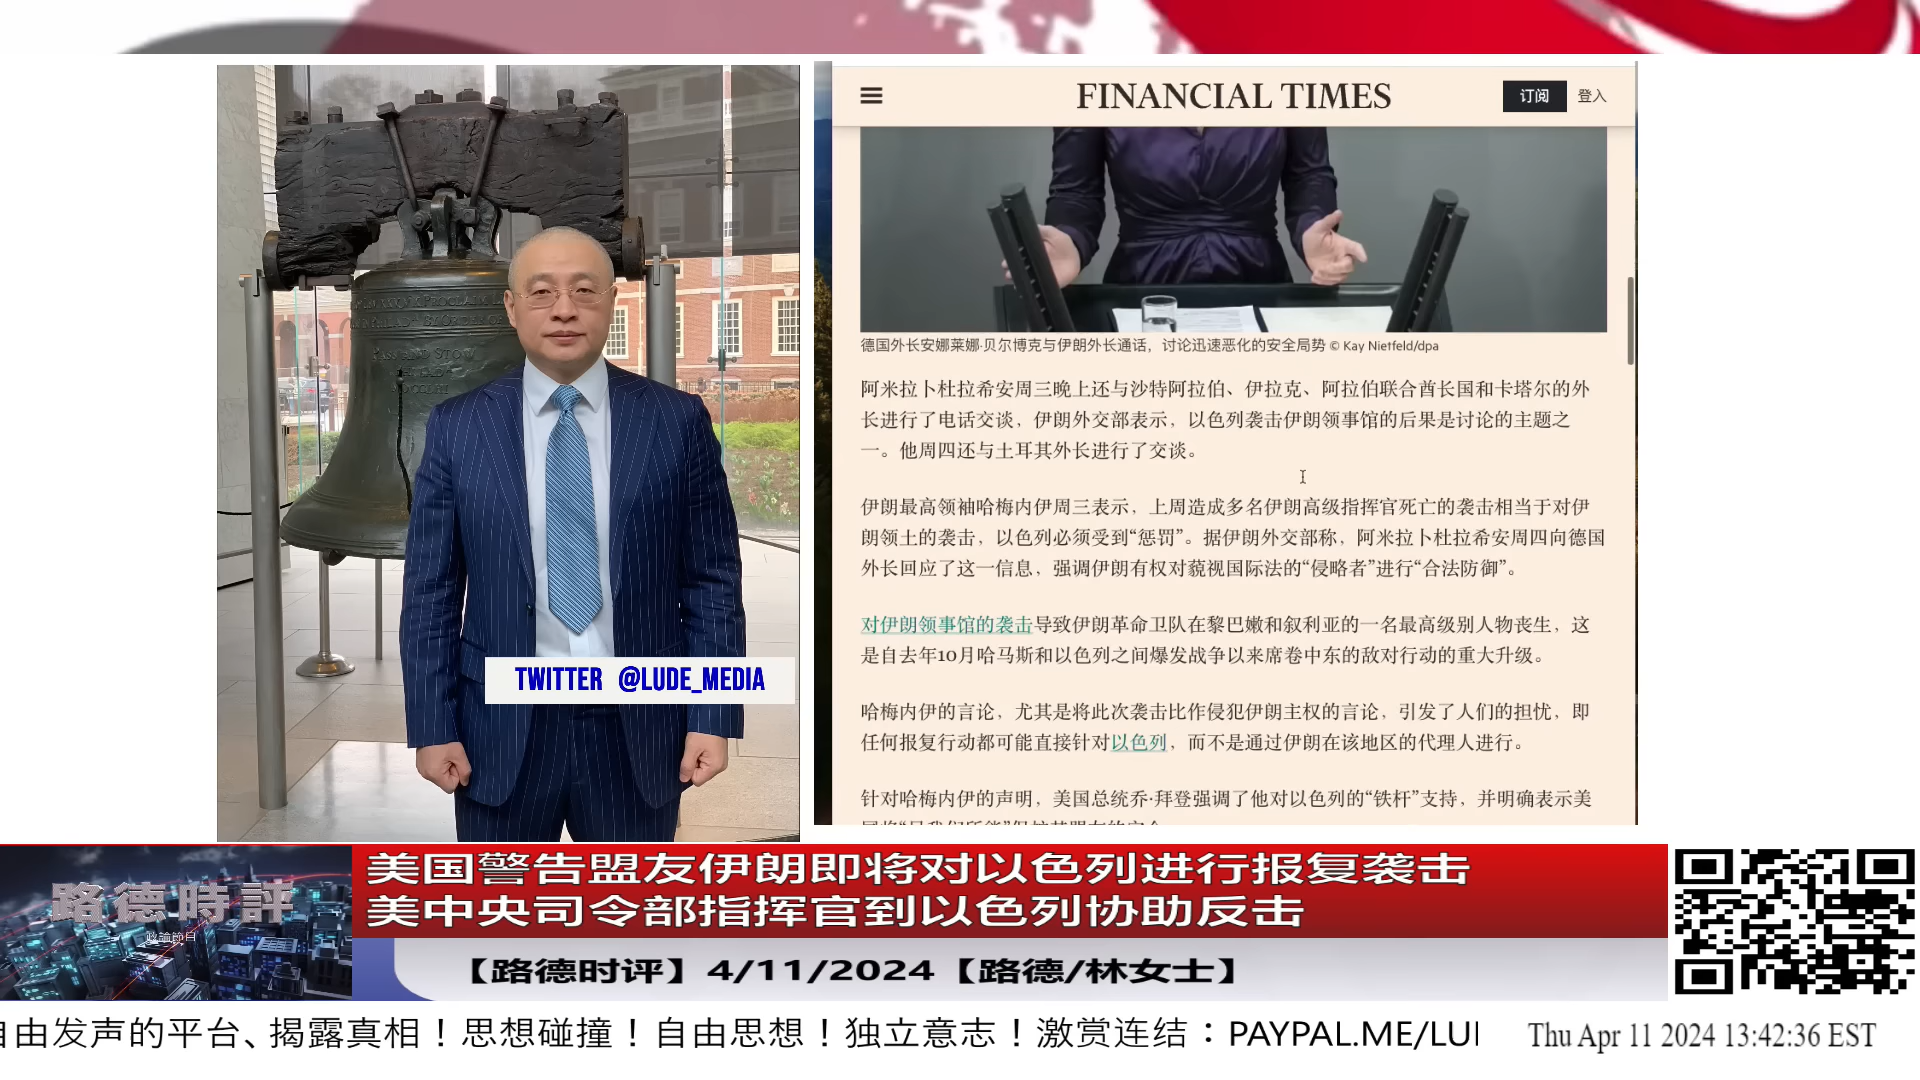 FINANCIAL TIMES
订阅
登入
德国外长安娜莱娜·贝尔博克与伊朗外长通话，讨论迅速恶化的安全局势 © Kay Nietfeld/dpa
阿米拉卜杜拉希安周三晚上还与沙特阿拉伯、伊拉克、阿拉伯联合酋长国和卡塔尔的外
长进行了电话交谈，伊朗外交部表示，以色列袭击伊朗领事馆的后果是讨论的主题之
一。他周四还与土耳其外长进行了交谈。
伊朗最高领袖哈梅内伊周三表示，上周造成多名伊朗高级指挥官死亡的袭击相当于对伊
朗领土的袭击，以色列必须受到“惩罚”。据伊朗外交部称，阿米拉卜杜拉希安周四向德国
外长回应了这一信息，强调伊朗有权对藐视国际法的“侵略者”进行“合法防御”。
对伊朗领事馆的袭击导致伊朗革命卫队在黎巴嫩和叙利亚的一名最高级别人物丧生，这
是自去年10月哈马斯和以色列之间爆发战争以来席卷中东的敌对行动的重大升级。
哈梅内伊的言论，尤其是将此次袭击比作侵犯伊朗主权的言论，引发了人们的担忧，即
任何报复行动都可能直接针对以色列，而不是通过伊朗在该地区的代理人进行。
针对哈梅内伊的声明，美国总统乔·拜登强调了他对以色列的“铁杆”支持，并明确表示美
PASS AND STOW
TWITTER @LUDE_MEDIA
路德時評
政論節目
美国警告盟友伊朗即将对以色列进行报复袭击
美中央司令部指挥官到以色列协助反击
【路德时评】4/11/2024【路德/林女士】
自由发声的平台、揭露真相！思想碰撞！自由思想！独立意志！激赏连结：PAYPAL.ME/LU
Thu Apr 11 2024 13:42:36 EST